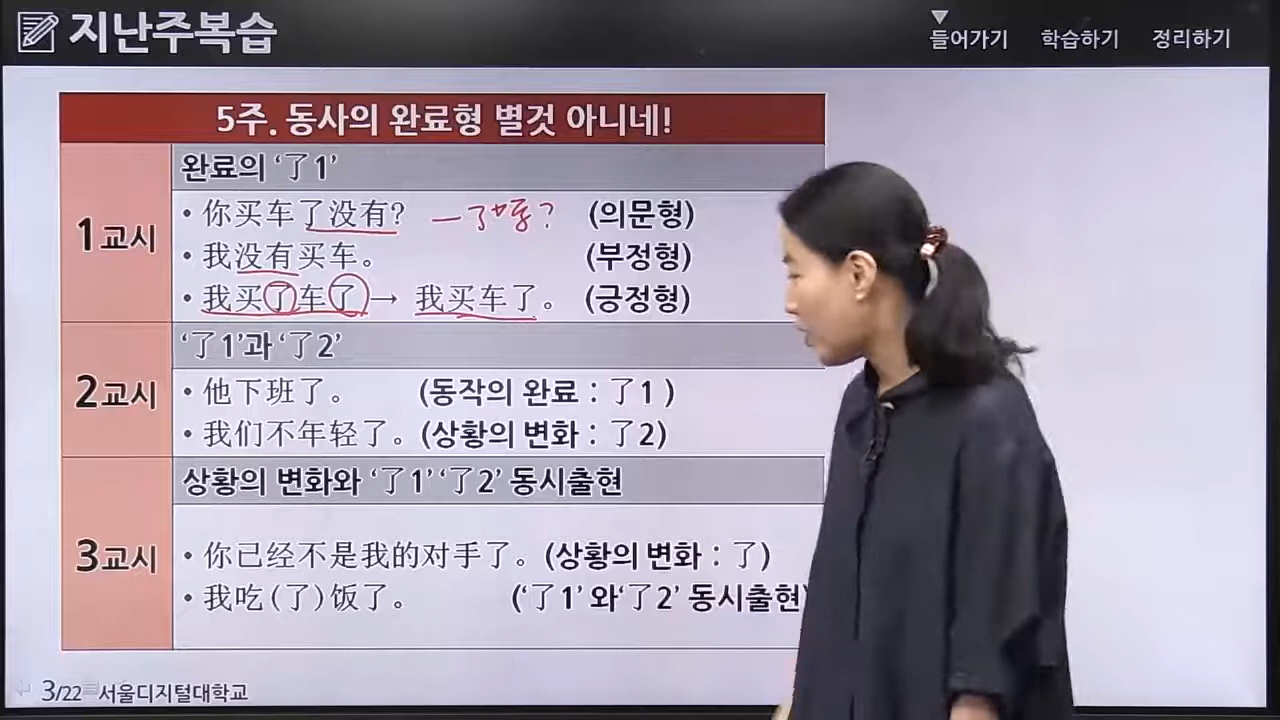 지난주복습
들어가기 학습하기 정리하기
5주. 동사의 완료형 별것 아니네!
1교시
완료의 ‘了1’
• 你买车了没有? 一了吗? (의문형)
• 我没有买车。 (부정형)
• 我买了车了 → 我买车了。 (긍정형)
2교시
‘了1’과 ‘了2’
• 他下班了。 (동작의 완료 : 了1 )
• 我们不年轻了。(상황의 변화 : 了2)
3교시
상황의 변화와 ‘了1’ ‘了2’ 동시출현
• 你已经不是我的对手了。(상황의 변화 : 了)
• 我吃(了)饭了。 (‘了1’ 와‘了2’ 동시출현)
3/22 서울디지털대학교